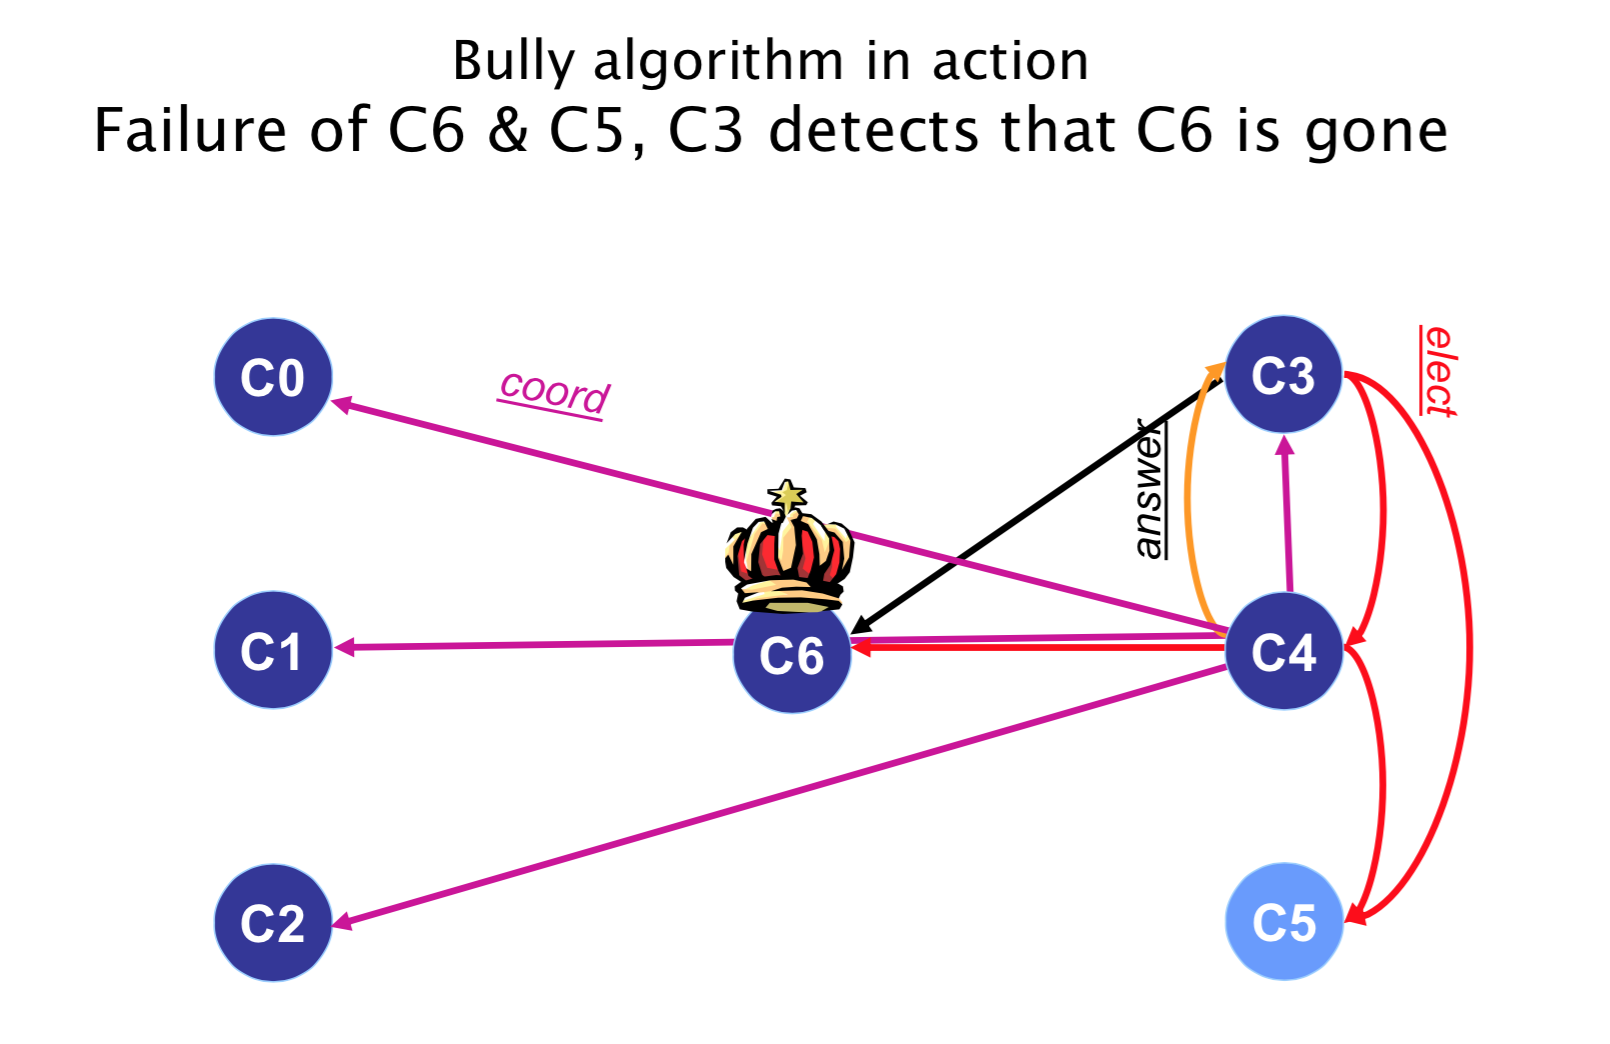 Bully algorithm in action
Failure of C6 & C5, C3 detects that C6 is gone
C0
coord
C3
elect
answer
C1
C6
C4
C2
C5